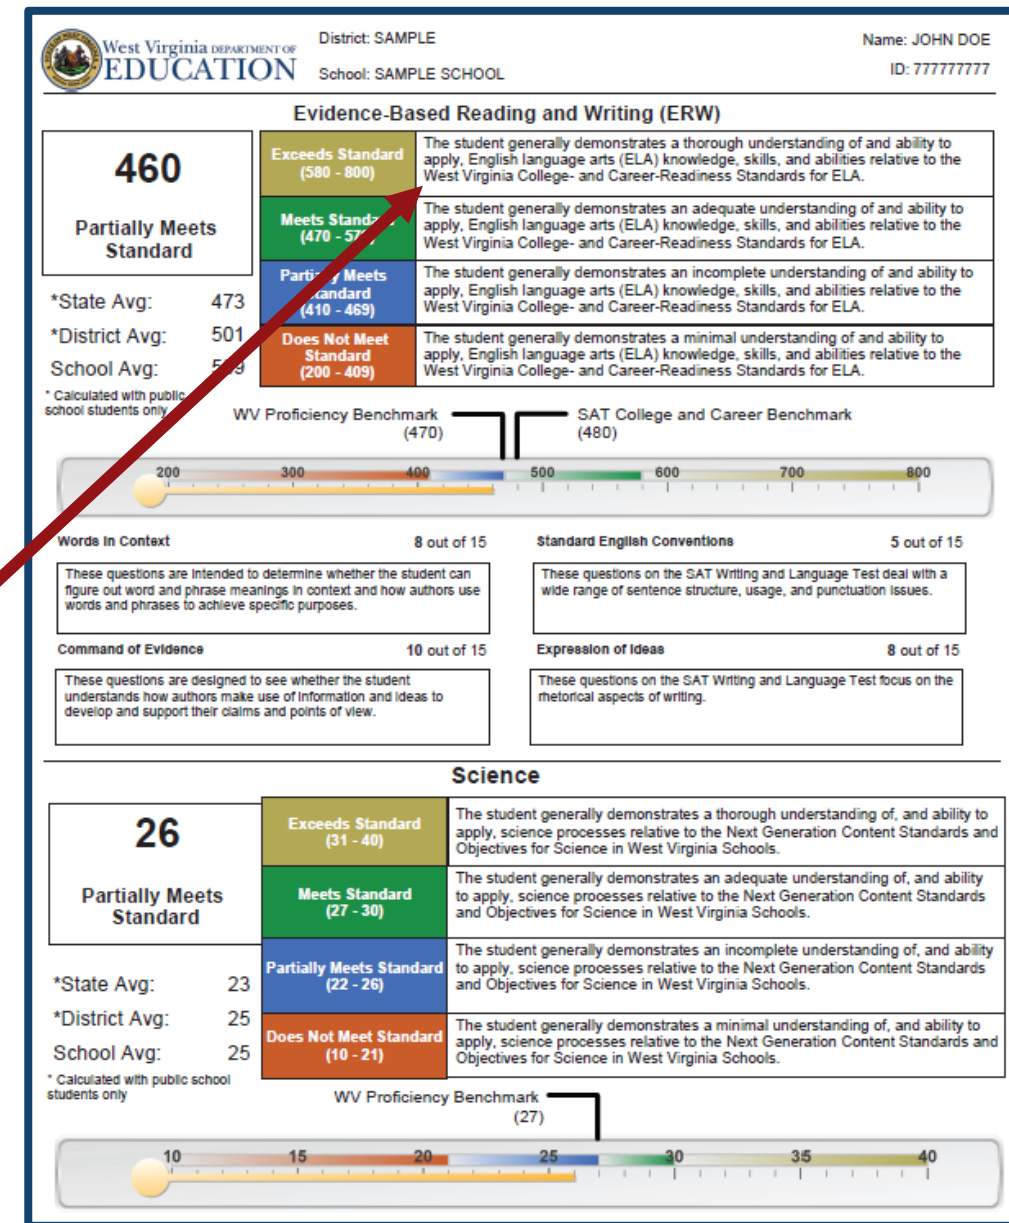 West Virginia DEPARTMENT OF
EDUCATION
District: SAMPLE
School: SAMPLE SCHOOL
Name: JOHN DOE
ID: 777777777
Evidence-Based Reading and Writing (ERW)
460
Partially Meets
Standard
*State Avg: 473
*District Avg: 501
School Avg:
* Calculated with public
school students only
Exceeds Standard
(580 - 800)
The student generally demonstrates a thorough understanding of and ability to
apply, English language arts (ELA) knowledge, skills, and abilities relative to the
West Virginia College- and Career-Readiness Standards for ELA.
Meets Standard
(470 -
The student generally demonstrates an adequate understanding of and ability to
apply, English language arts (ELA) knowledge, skills, and abilities relative to the
West Virginia College- and Career-Readiness Standards for ELA.
Partially Meets
Standard
(410 - 469)
The student generally demonstrates an incomplete understanding of and ability to
apply, English language arts (ELA) knowledge, skills, and abilities relative to the
West Virginia College- and Career-Readiness Standards for ELA.
Does Not Meet
Standard
(200 - 409)
The student generally demonstrates a minimal understanding of and ability to
apply, English language arts (ELA) knowledge, skills, and abilities relative to the
West Virginia College- and Career-Readiness Standards for ELA.
WV Proficiency Benchmark
(470)
SAT College and Career Benchmark
(480)
200 300 400 500 600 700 800
Words In Context 8 out of 15
These questions are intended to determine whether the student can
figure out word and phrase meanings in context and how authors use
words and phrases to achieve specific purposes.
Standard English Conventions 5 out of 15
These questions on the SAT Writing and Language Test deal with a
wide range of sentence structure, usage, and punctuation issues.
Command of Evidence 10 out of 15
These questions are designed to see whether the student
understands how authors make use of information and ideas to
develop and support their claims and points of view.
Expression of Ideas 8 out of 15
These questions on the SAT Writing and Language Test focus on the
rhetorical aspects of writing.
Science
26
Partially Meets
Standard
*State Avg: 23
*District Avg: 25
School Avg: 25
* Calculated with public school
students only
Exceeds Standard
(31 - 40)
The student generally demonstrates a thorough understanding of, and ability to
apply, science processes relative to the Next Generation Content Standards and
Objectives for Science in West Virginia Schools.
Meets Standard
(27 - 30)
The student generally demonstrates an adequate understanding of, and ability
to apply, science processes relative to the Next Generation Content Standards
and Objectives for Science in West Virginia Schools.
Partially Meets Standard
(22 - 26)
The student generally demonstrates an incomplete understanding of, and ability
to apply, science processes relative to the Next Generation Content Standards
and Objectives for Science in West Virginia Schools.
Does Not Meet Standard
(10 - 21)
The student generally demonstrates a minimal understanding of, and ability to
apply, science processes relative to the Next Generation Content Standards and
Objectives for Science in West Virginia Schools.
WV Proficiency Benchmark
(27)
10 15 20 25 30 35 40